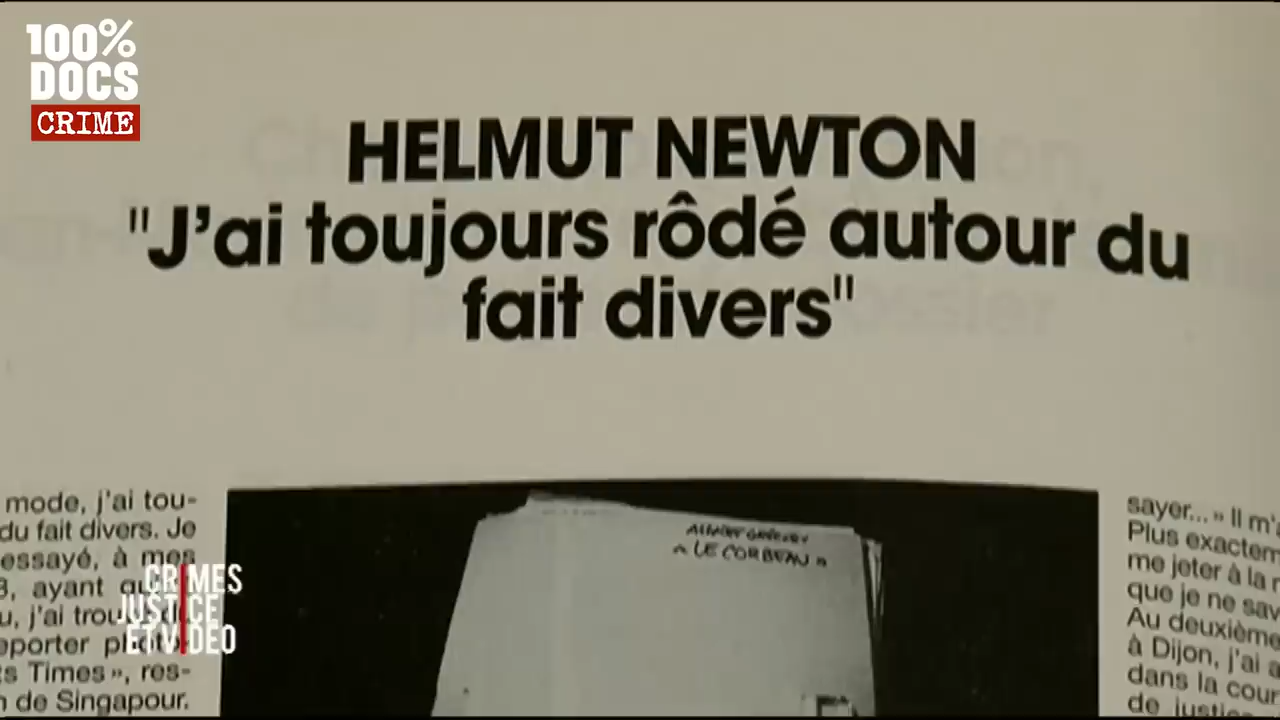 100%
DOCS
CRIME
HELMUT NEWTON
"J'ai toujours rôdé autour du
fait divers"
mode, j'ai tou-
du fait divers. Je
essayé, à mes
ayant
j'ai
eporter
s Times», res-
de Singapour.
CRIMES
JUSTICE
ET VIDEO
« LE CORBEAU »
sayer... » Il m'a
Plus exactem
me jeter à la
que je ne sav
Au deuxième
à Dijon, j'ai a
dans la cour
de justice